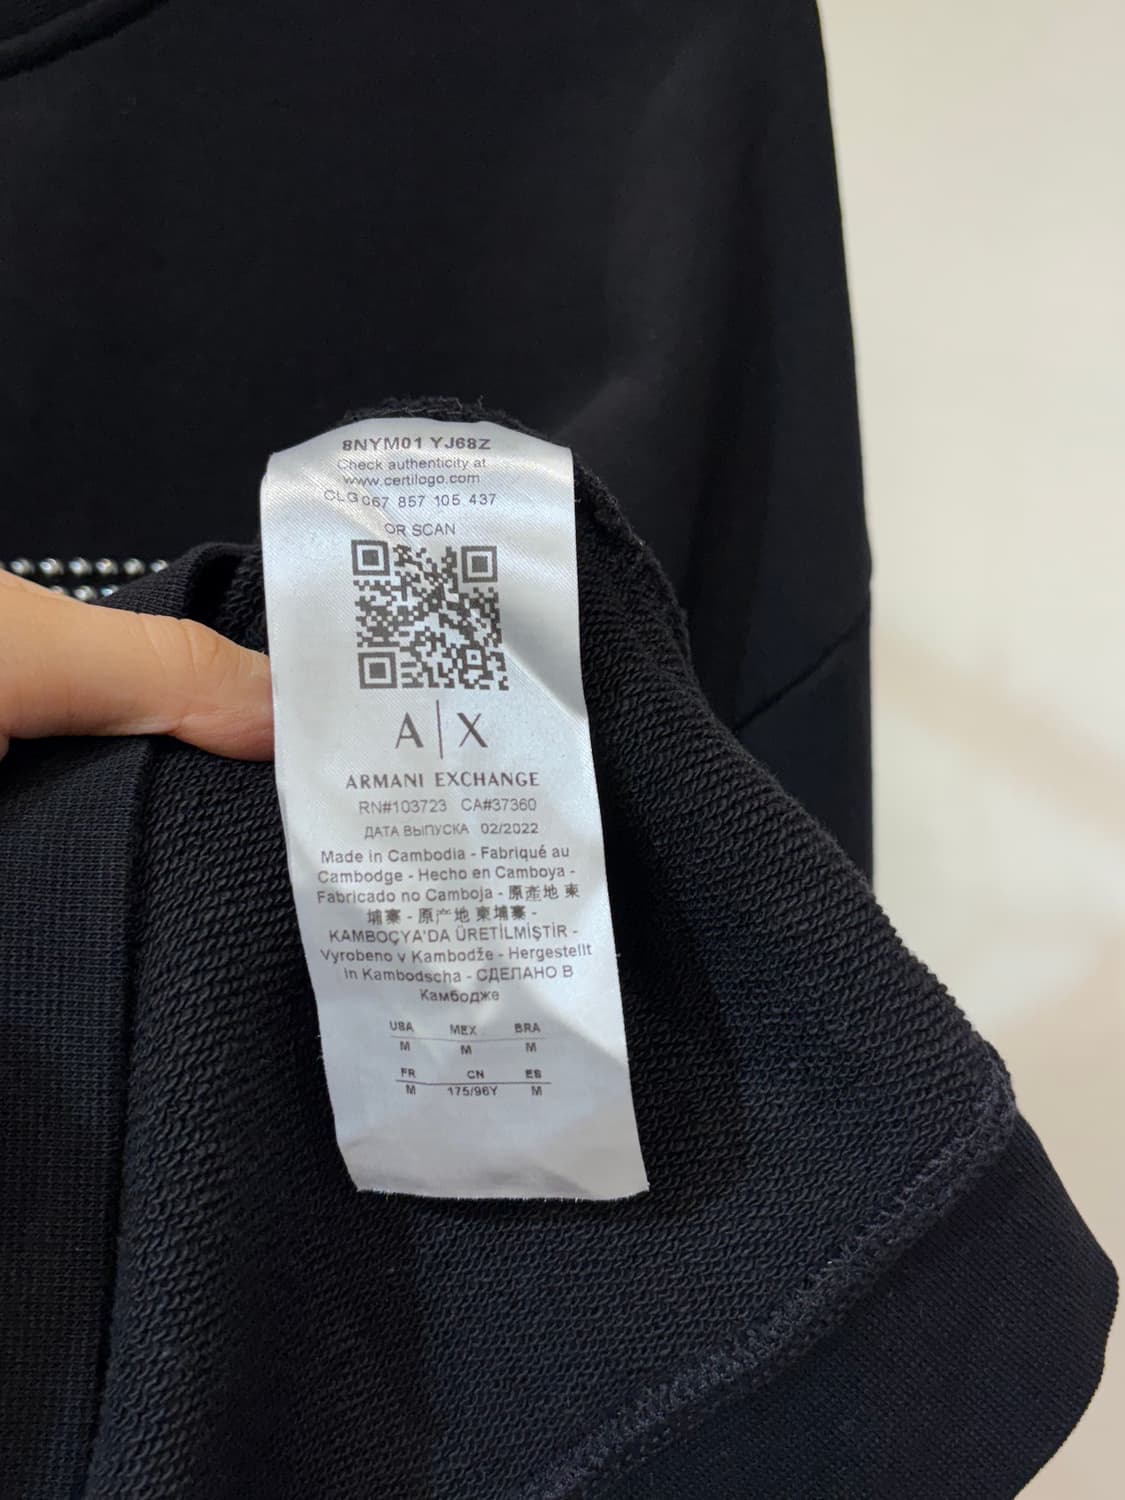 8NYM01 YJ68Z
Check authenticity at
www.certilogo.com
CLG 067 857 105 437
OR SCAN
A|X
ARMANI EXCHANGE
RN#103723 CA#37360
ДАТА ВЫПУСКА 02/2022
Made in Cambodia - Fabriqué au
Cambodge - Hecho en Camboya -
Fabricado no Camboja - 原產地 柬
埔寨 - 原产地 柬埔寨 -
KAMBOÇYA'DA ÜRETİLMİŞTİR -
Vyrobeno v Kambodže - Hergestellt
in Kambodscha - СДЕЛАНО В
Камбодже
USA MEX BRA
M M M
FR CN ES
M 175/96Y M